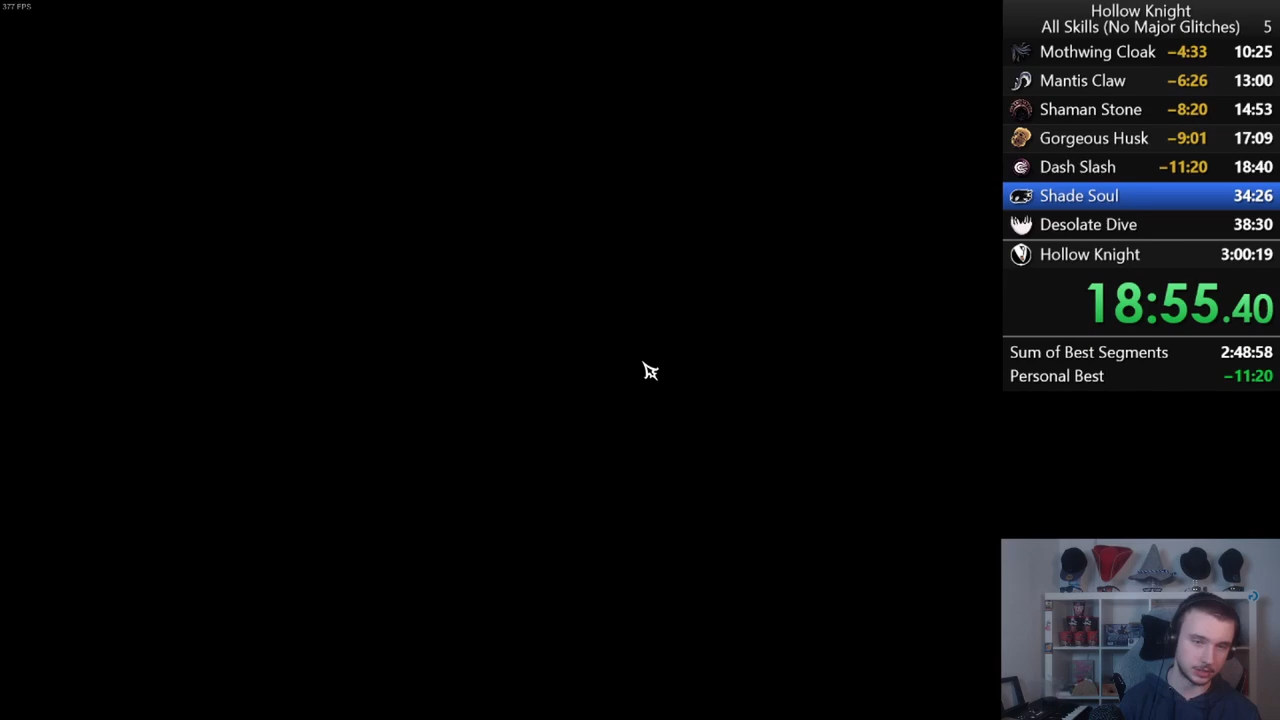 377 FPS
Hollow Knight
All Skills (No Major Glitches) 5
Mothwing Cloak −4:33 10:25
Mantis Claw −6:26 13:00
Shaman Stone −8:20 14:53
Gorgeous Husk −9:01 17:09
Dash Slash −11:20 18:40
Shade Soul 34:26
Desolate Dive 38:30
Hollow Knight 3:00:19
18:55.40
Sum of Best Segments 2:48:58
Personal Best −11:20